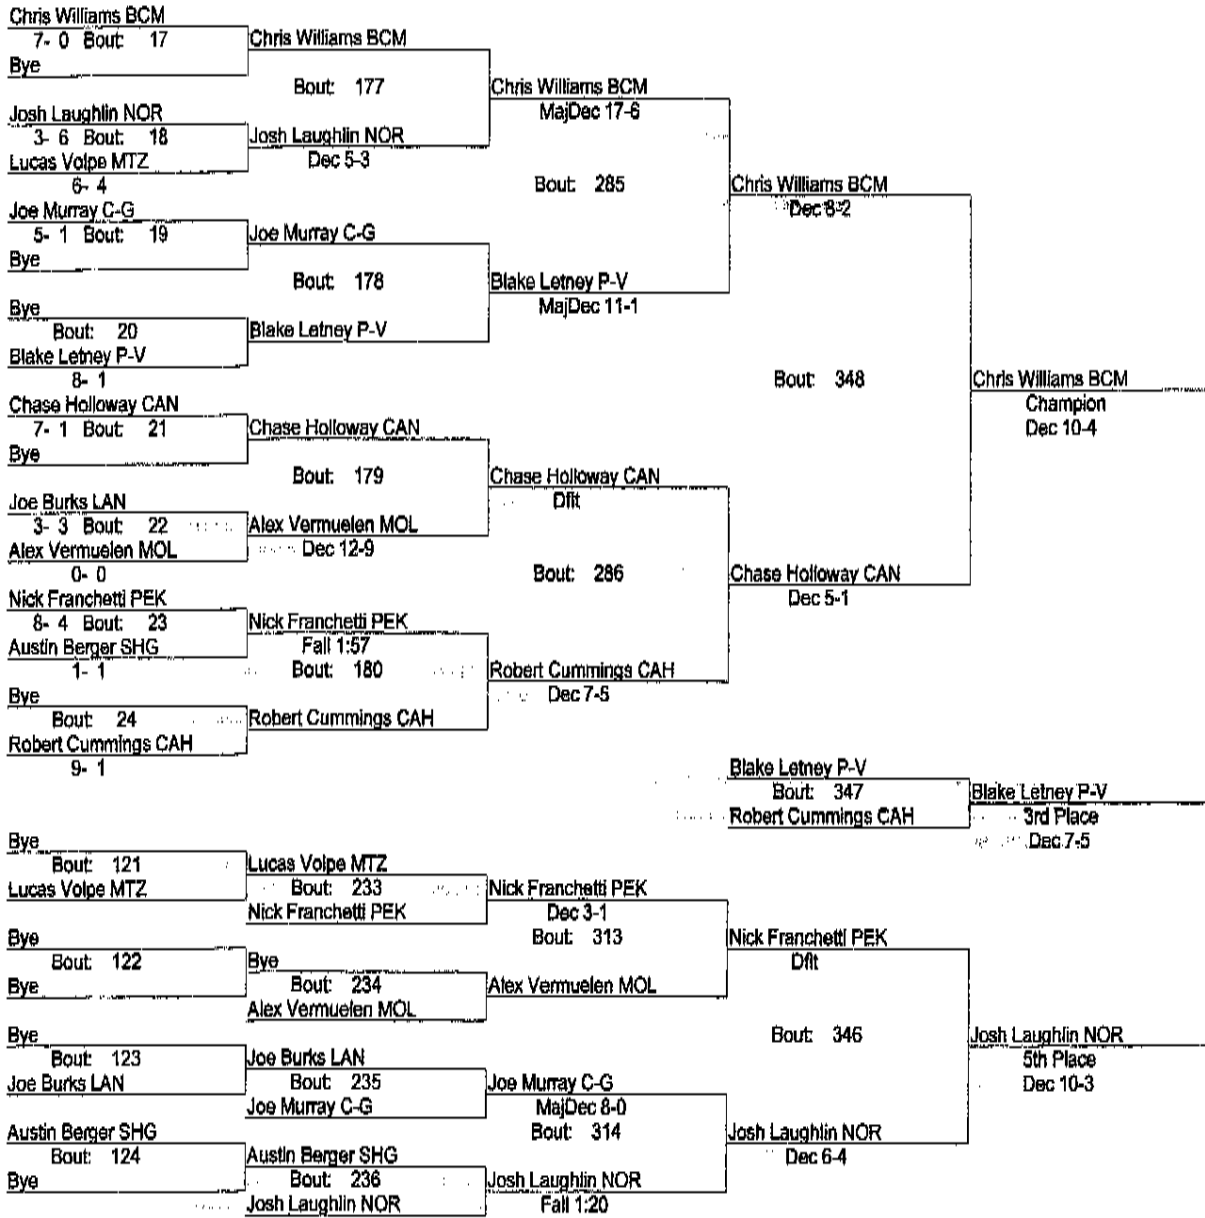 Chris Williams BCM
7- 0 Bout: 17
Chris Williams BCM
Bye
Bout: 177
Chris Williams BCM
MajDec 17-6
Josh Laughlin NOR
3- 6 Bout: 18
Josh Laughlin NOR
Dec 5-3
Lucas Volpe MTZ
6- 4
Bout: 285
Chris Williams BCM
Joe Murray C-G
5- 1 Bout: 19
Joe Murray C-G
Bye
Bout: 178
Blake Letney P-V
MajDec 11-1
Bye
Bout: 20
Blake Letney P-V
Blake Letney P-V
8- 1
Bout: 348
Chris Williams BCM
Champion
Dec 10-4
Chase Holloway CAN
7- 1 Bout: 21
Chase Holloway CAN
Bye
Bout: 179
Chase Holloway CAN
Dflt
Joe Burks LAN
3- 3 Bout: 22
Alex Vermuelen MOL
Dec 12-9
Alex Vermuelen MOL
0- 0
Bout: 286
Chase Holloway CAN
Dec 5-1
Nick Franchetti PEK
8- 4 Bout: 23
Nick Franchetti PEK
Fall 1:57
Austin Berger SHG
1- 1
Bout: 180
Robert Cummings CAH
Dec 7-5
Bye
Bout: 24
Robert Cummings CAH
Robert Cummings CAH
9- 1
Blake Letney P-V
Bout: 347
Blake Letney P-V
Robert Cummings CAH
3rd Place
Dec 7-5
Bye
Bout: 121
Lucas Volpe MTZ
Lucas Volpe MTZ
Bout: 233
Nick Franchetti PEK
Nick Franchetti PEK
Dec 3-1
Bout: 313
Nick Franchetti PEK
Dflt
Bye
Bout: 122
Bye
Bye
Bout: 234
Alex Vermuelen MOL
Alex Vermuelen MOL
Bye
Bout: 346
Josh Laughlin NOR
5th Place
Dec 10-3
Bout: 123
Joe Burks LAN
Joe Burks LAN
Bout: 235
Joe Murray C-G
Joe Murray C-G
MajDec 8-0
Bout: 314
Josh Laughlin NOR
Dec 6-4
Austin Berger SHG
Bout: 124
Austin Berger SHG
Bye
Bout: 236
Josh Laughlin NOR
Josh Laughlin NOR
Fall 1:20